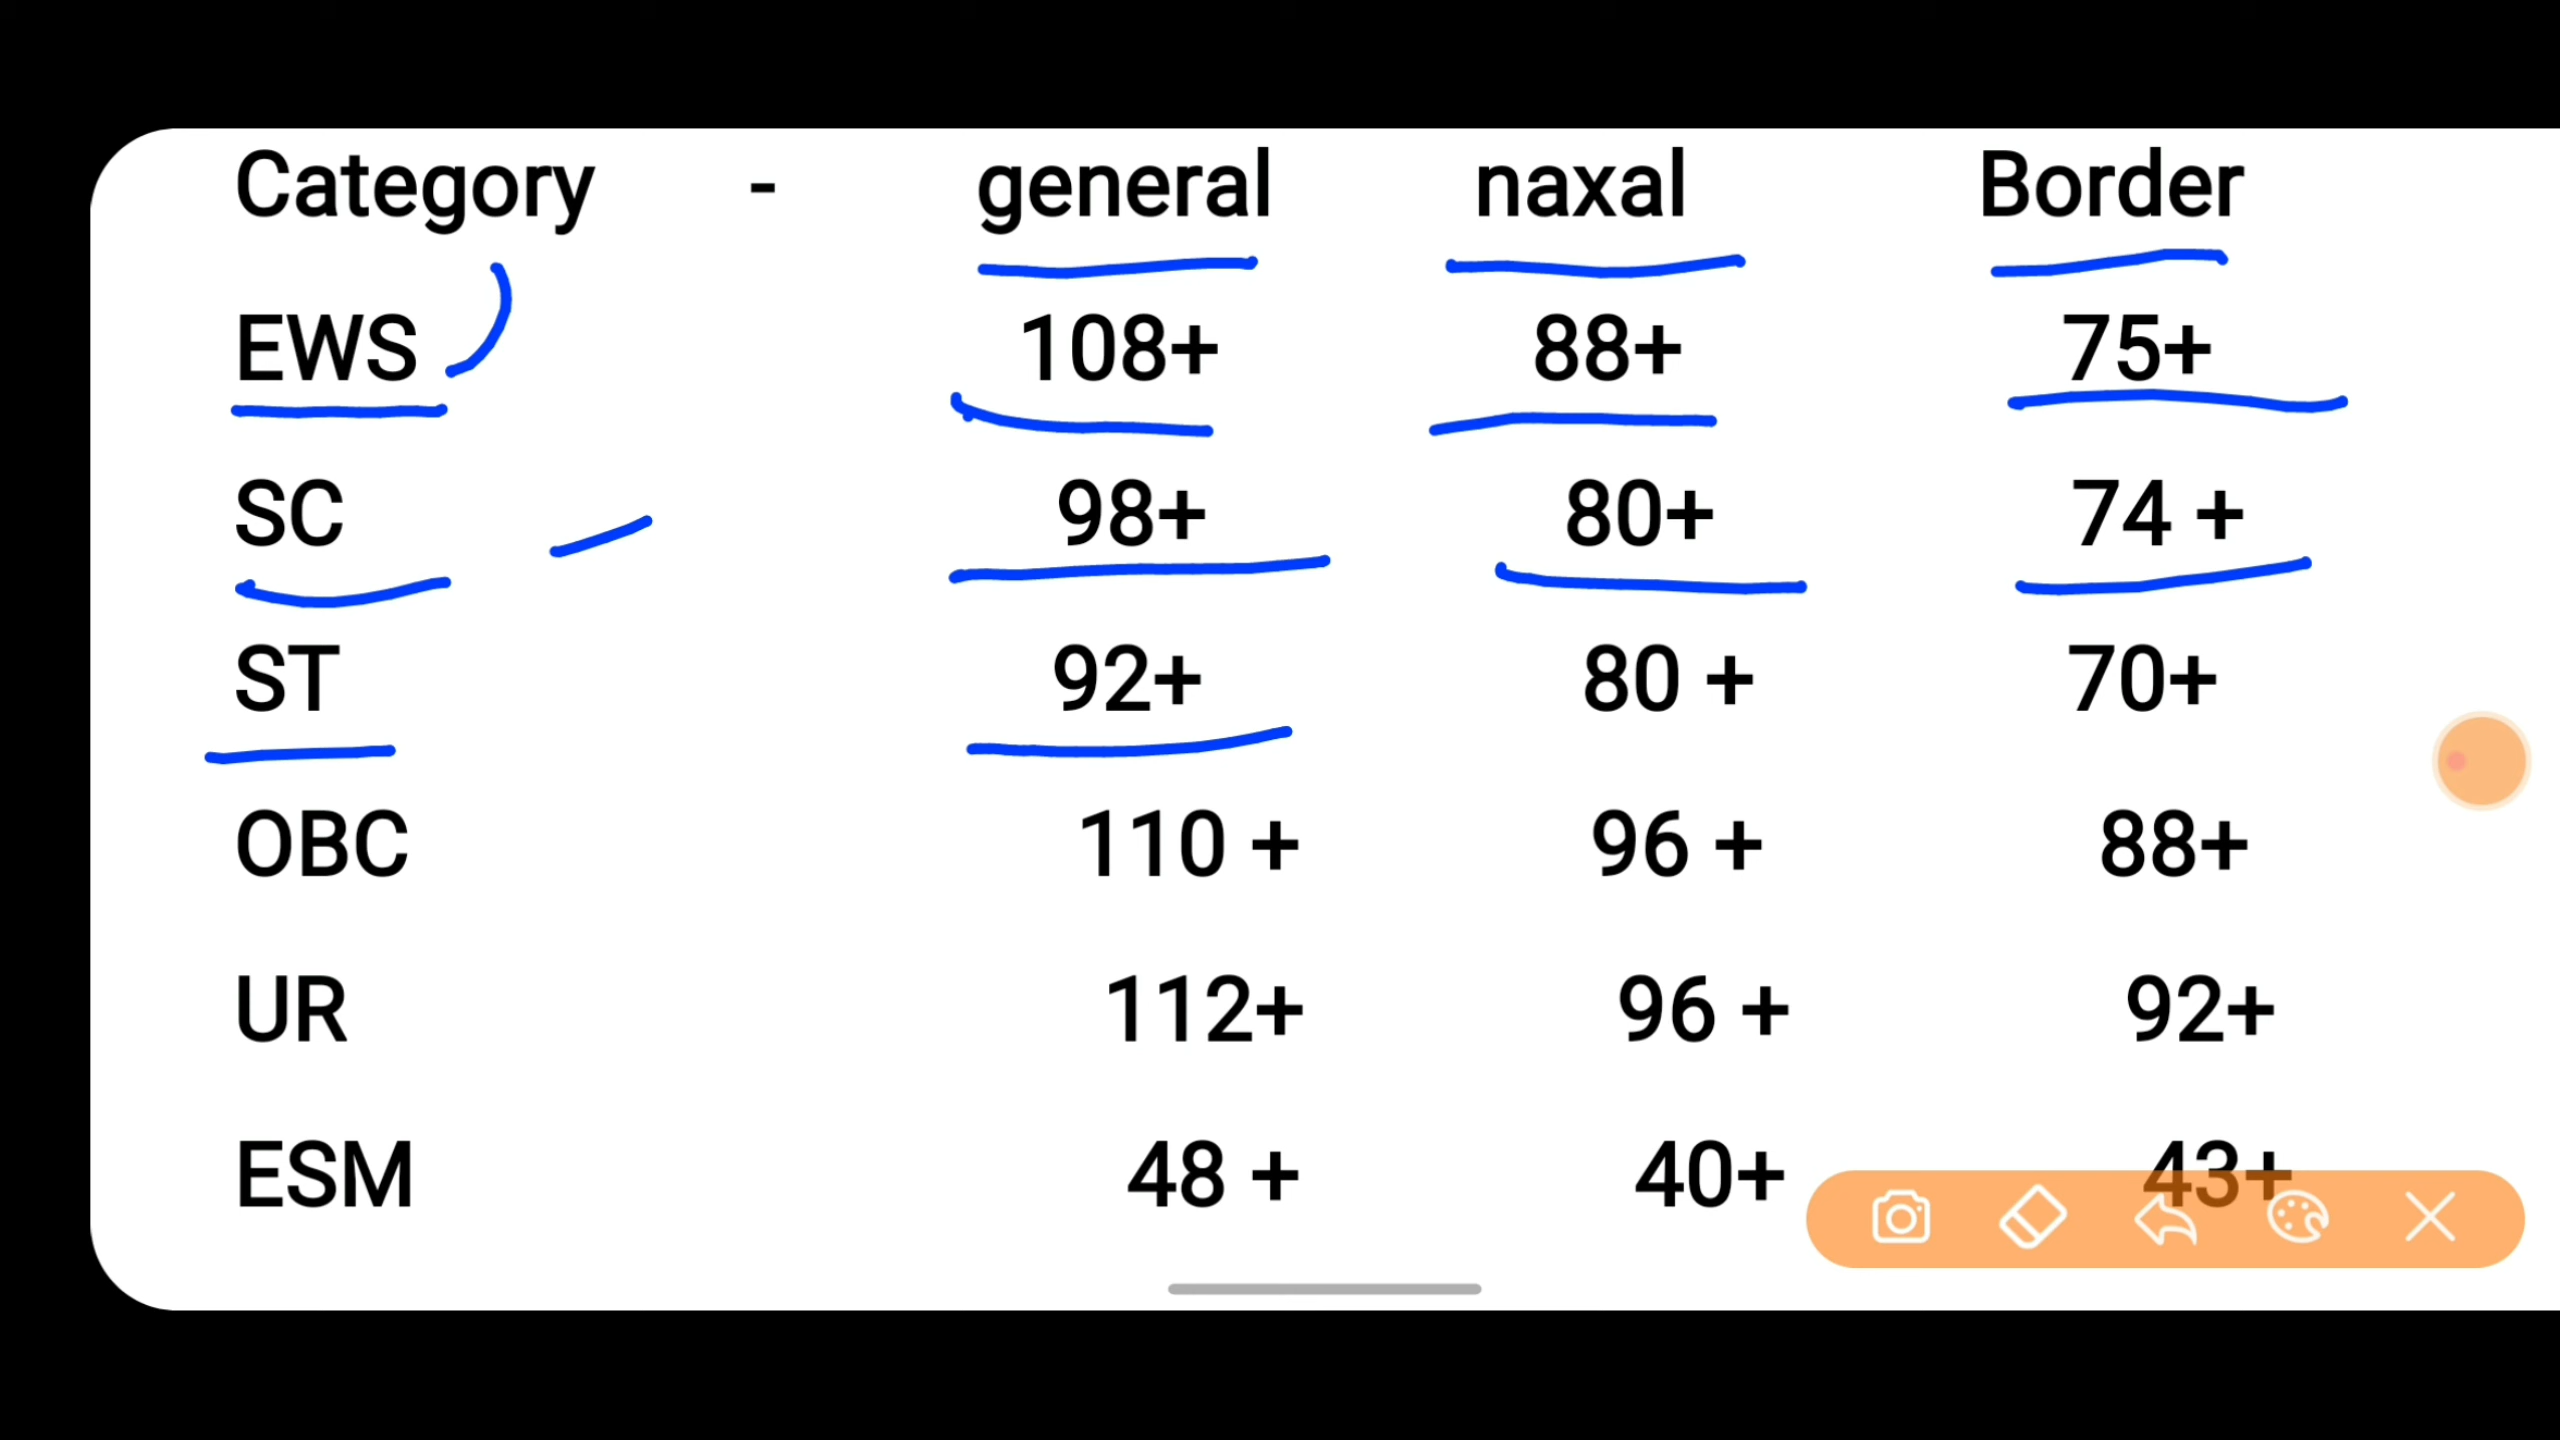 Category - general naxal Border
EWS 108+ 88+ 75+
SC 98+ 80+ 74 +
ST 92+ 80 + 70+
OBC 110 + 96 + 88+
UR 112+ 96 + 92+
ESM 48 + 40+ 43+